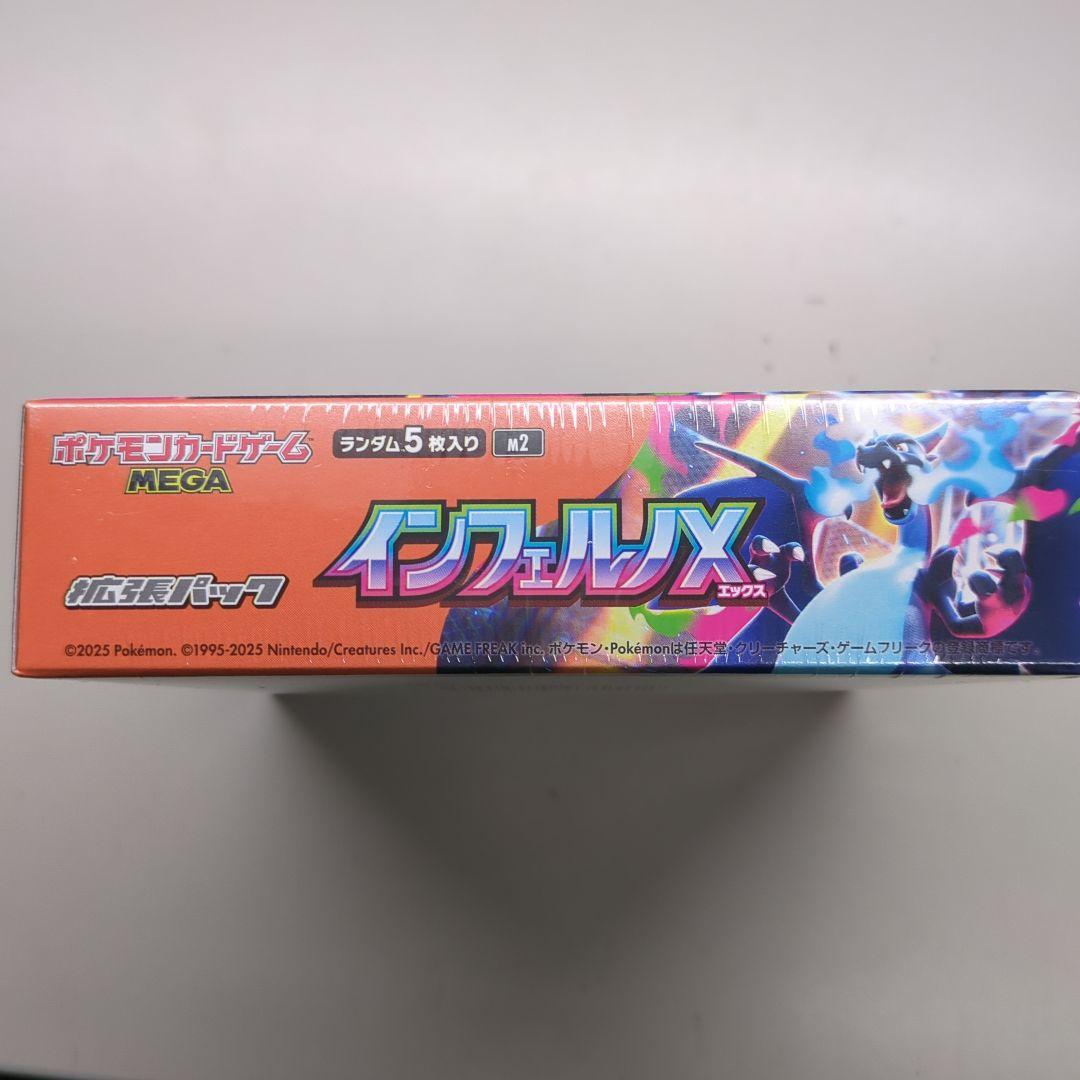 ポケモンカードゲーム™
MEGA
ランダム5枚入り
M2
インフェルノX
エックス
拡張パック
©2025 Pokémon. ©1995-2025 Nintendo/Creatures Inc./GAME FREAK inc. ポケモン・Pokémonは任天堂・クリーチャーズ・ゲームフリークの登録商標です。